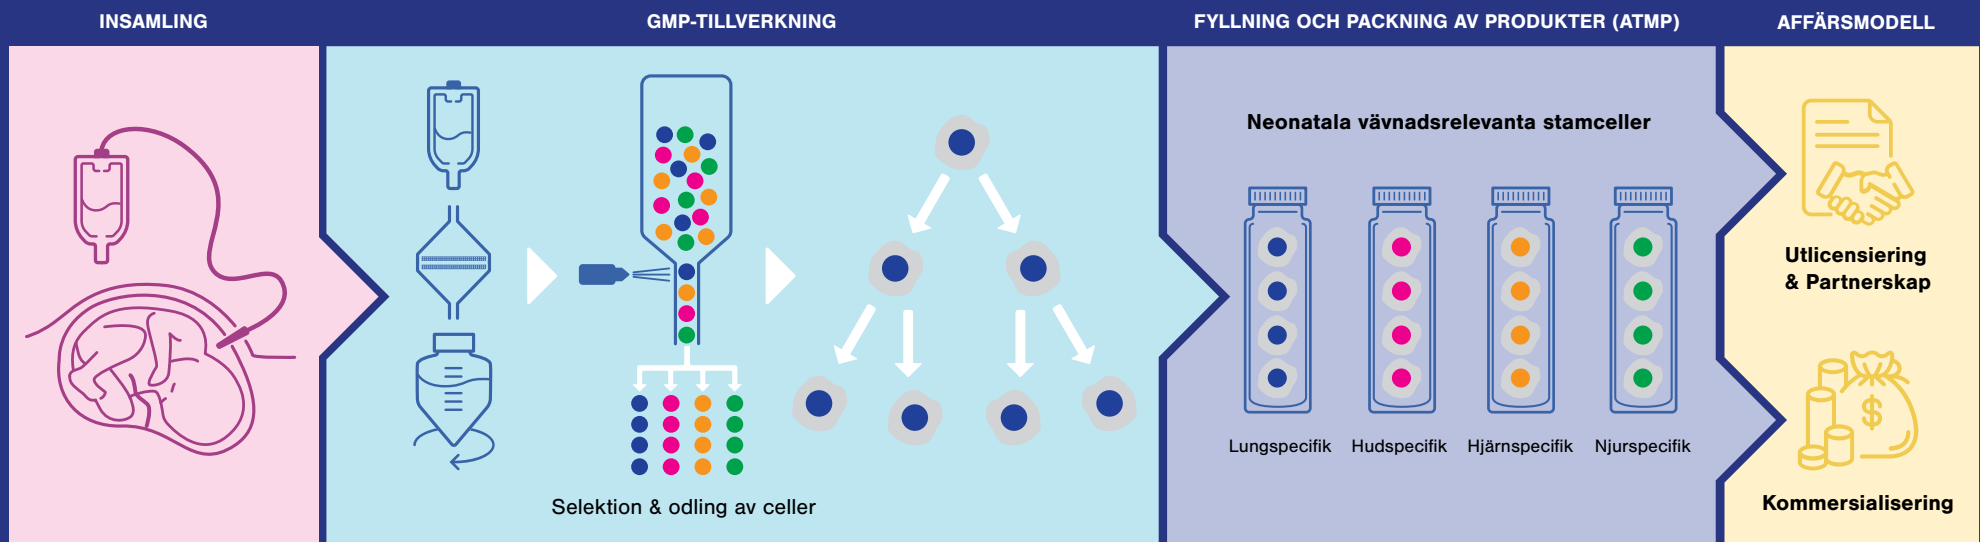 INSAMLING
GMP-TILLVERKNING
FYLLNING OCH PACKNING AV PRODUKTER (ATMP)
AFFÄRSMODELL
Selektion & odling av celler
Neonatala vävnadsrelevanta stamceller
Lungspecifik
Hudspecifik
Hjärnspecifik
Njurspecifik
Utlicensiering
& Partnerskap
$
Kommersialisering